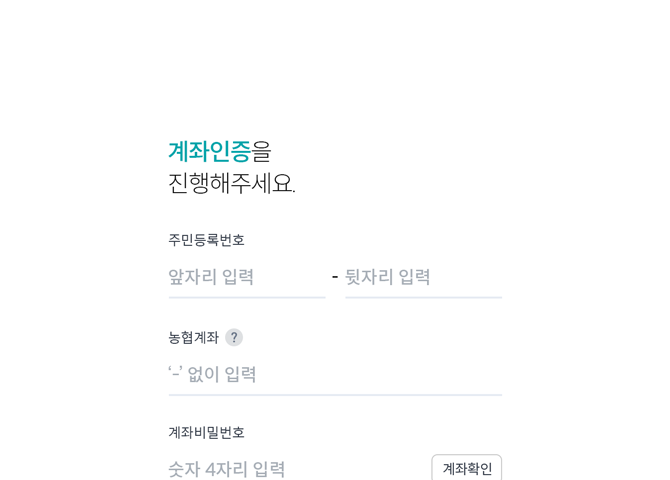 계좌인증을
진행해주세요.
주민등록번호
앞자리 입력 - 뒷자리 입력
농협계좌 ?
'-' 없이 입력
계좌비밀번호
숫자 4자리 입력 계좌확인